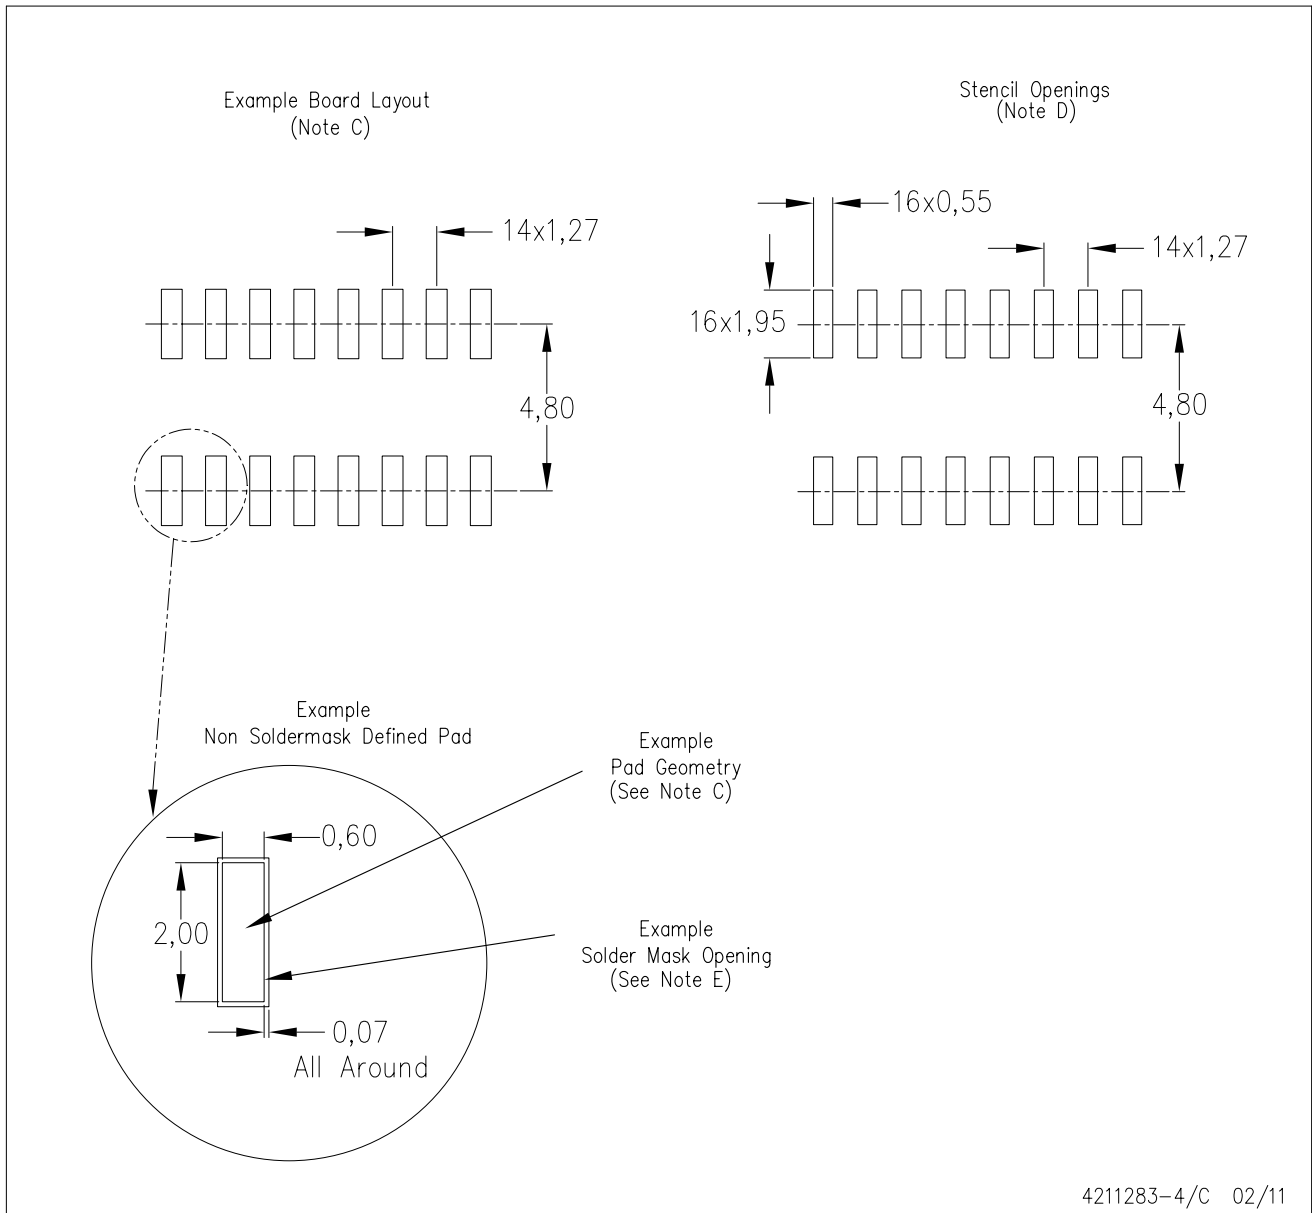 Example Board Layout
(Note C)
Stencil Openings
(Note D)
14x1,27
4,80
16x0,55
14x1,27
16x1,95
4,80
Example
Non Soldermask Defined Pad
Example
Pad Geometry
(See Note C)
0,60
2,00
Example
Solder Mask Opening
(See Note E)
0,07
All Around
4211283-4/C 02/11